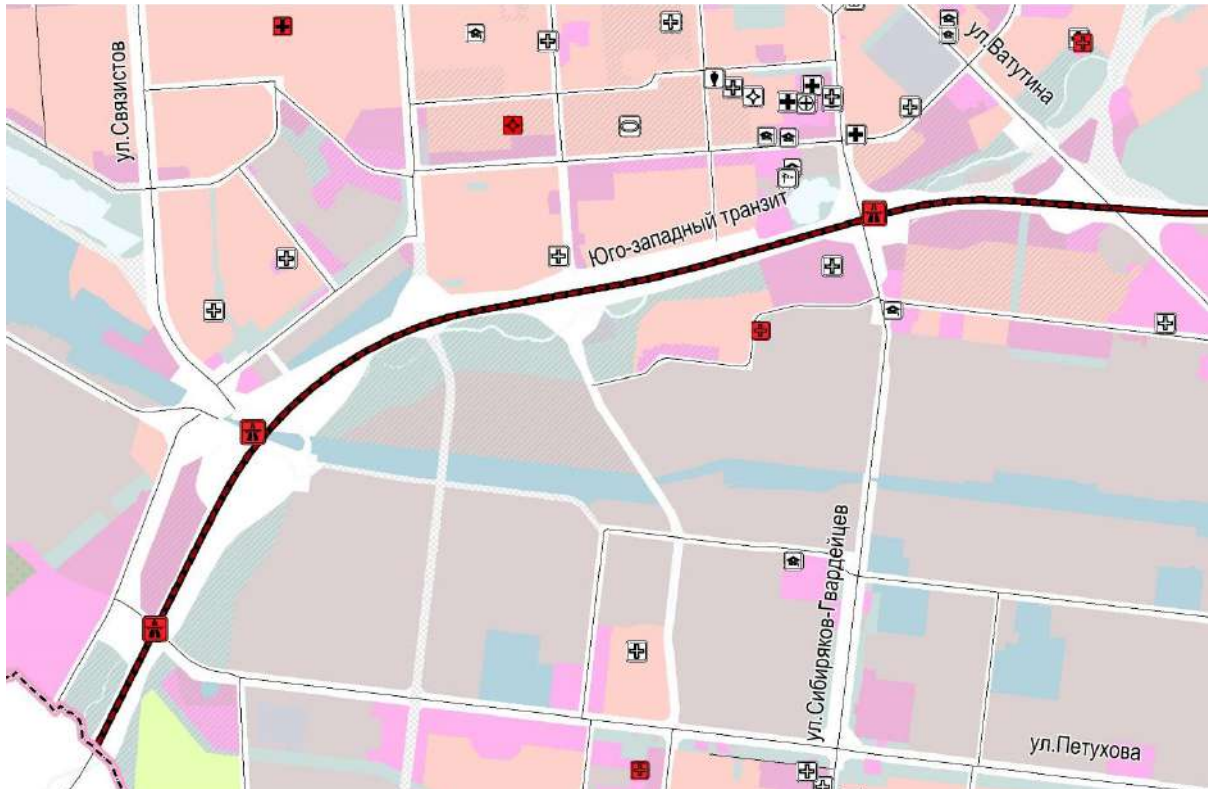 ул.Связистов
ул.Ватутина
Юго-западный транзит
ул.Сибиряков-Гвардейцев
ул.Петухова